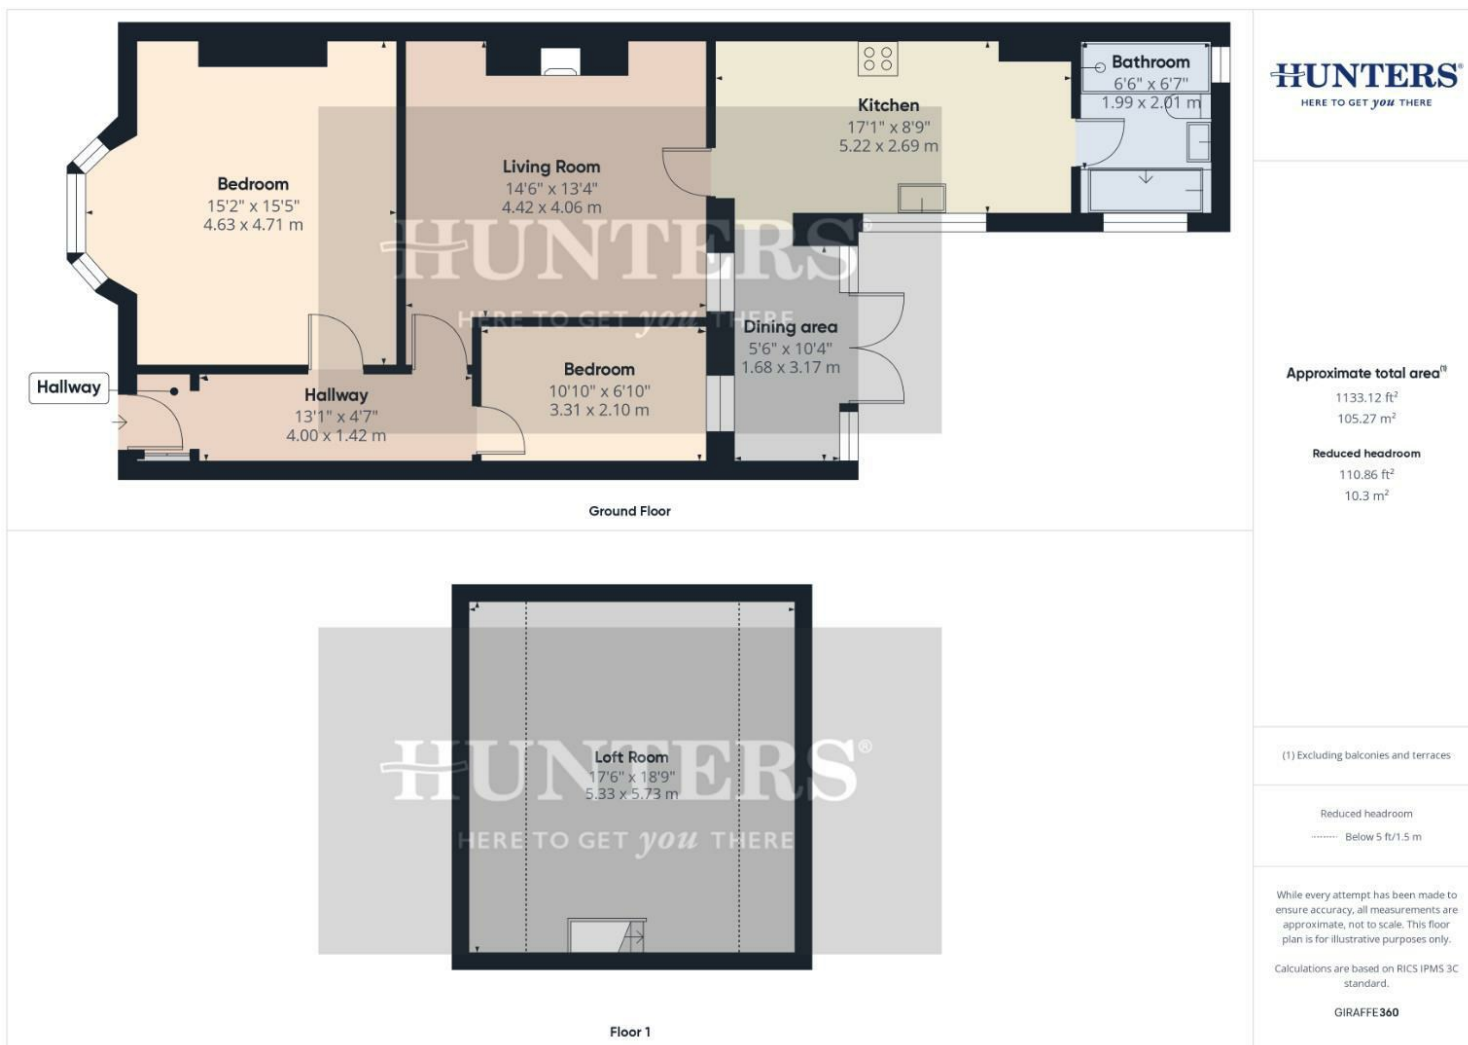 Bedroom
15'2" x 15'5"
4.63 x 4.71 m
Living Room
14'6" x 13'4"
4.42 x 4.06 m
Kitchen
17'1" x 8'9"
5.22 x 2.69 m
Bathroom
6'6" x 6'7"
1.99 x 2.01 m
HUNTERS®
HERE TO GET you THERE
Dining area
5'6" x 10'4"
1.68 x 3.17 m
Hallway
Hallway
13'1" x 4'7"
4.00 x 1.42 m
Bedroom
10'10" x 6'10"
3.31 x 2.10 m
Ground Floor
HUNTERS®
HERE TO GET you THERE
Loft Room
17'6" x 18'9"
5.33 x 5.73 m
Floor 1
HUNTERS®
HERE TO GET you THERE
Approximate total area(1)
1133.12 ft²
105.27 m²
Reduced headroom
110.86 ft²
10.3 m²
(1) Excluding balconies and terraces
Reduced headroom
Below 5 ft/1.5 m
While every attempt has been made to
ensure accuracy, all measurements are
approximate, not to scale. This floor
plan is for illustrative purposes only.
Calculations are based on RICS IPMS 3C
standard.
GIRAFFE360